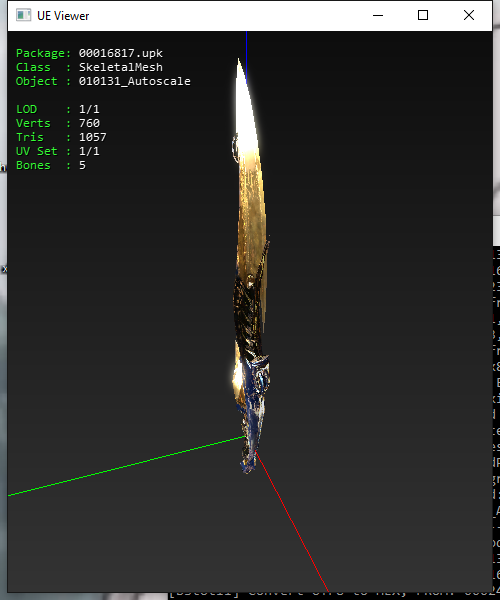 UE Viewer
Package: 00016817.upk
Class : SkeletalMesh
Object : 010131_Autoscale
LOD : 1/1
Verts : 760
Tris : 1057
UV Set : 1/1
Bones : 5